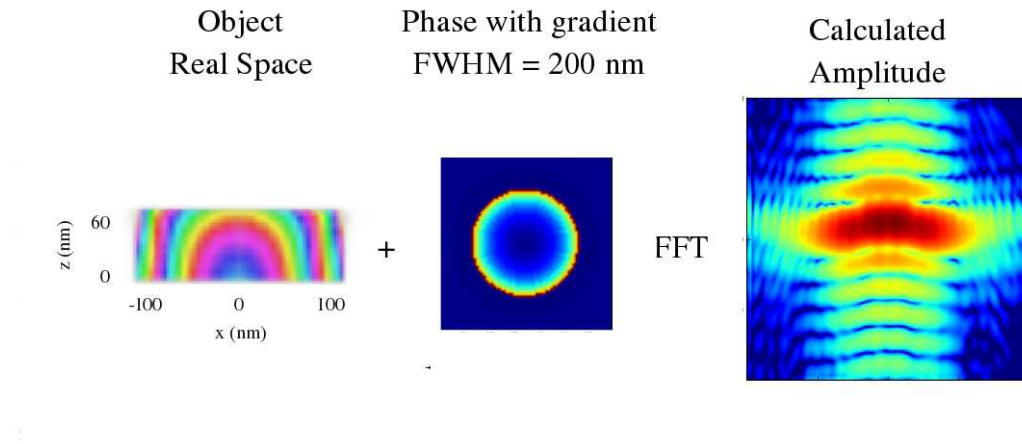 Object
Real Space
Phase with gradient
FWHM = 200 nm
Calculated
Amplitude
z (nm)
60
0
-100 0 100
x (nm)
+
FFT